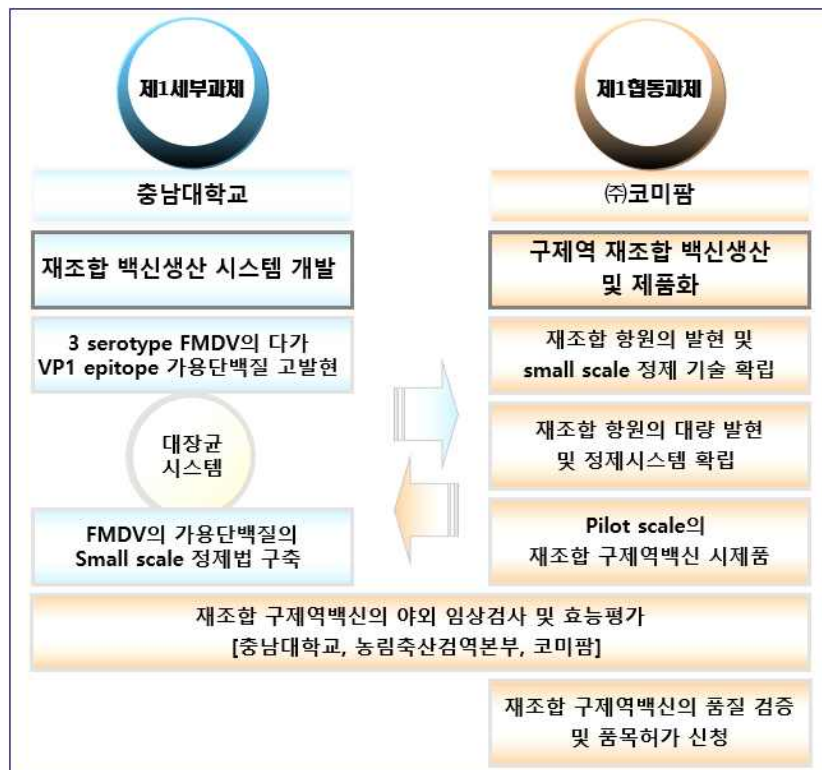 제1세부과제
충남대학교
재조합 백신생산 시스템 개발
3 serotype FMDV의 다가
VP1 epitope 가용단백질 고발현
대장균
시스템
FMDV의 가용단백질의
Small scale 정제법 구축
제1협동과제
㈜코미팜
구제역 재조합 백신생산
및 제품화
재조합 항원의 발현 및
small scale 정제 기술 확립
재조합 항원의 대량 발현
및 정제시스템 확립
Pilot scale의
재조합 구제역백신 시제품
재조합 구제역백신의 야외 임상검사 및 효능평가
[충남대학교, 농림축산검역본부, 코미팜]
재조합 구제역백신의 품질 검증
및 품목허가 신청